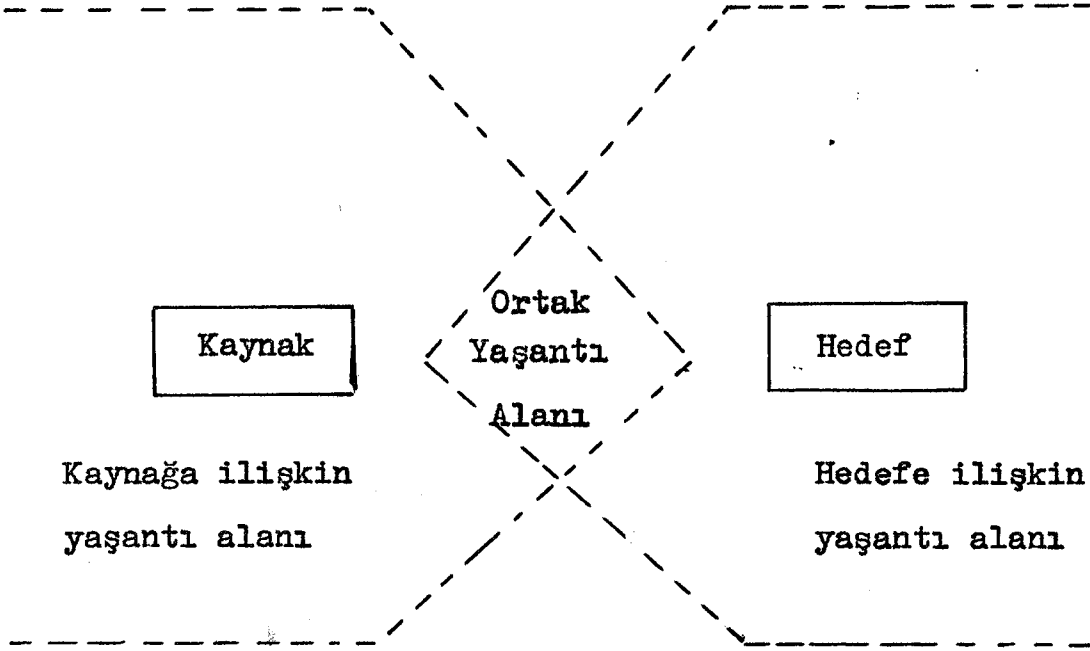 Ortak
Yaşantı
Alanı
Kaynak
Hedef
Kaynağa ilişkin
yaşantı alanı
Hedefe ilişkin
yaşantı alanı